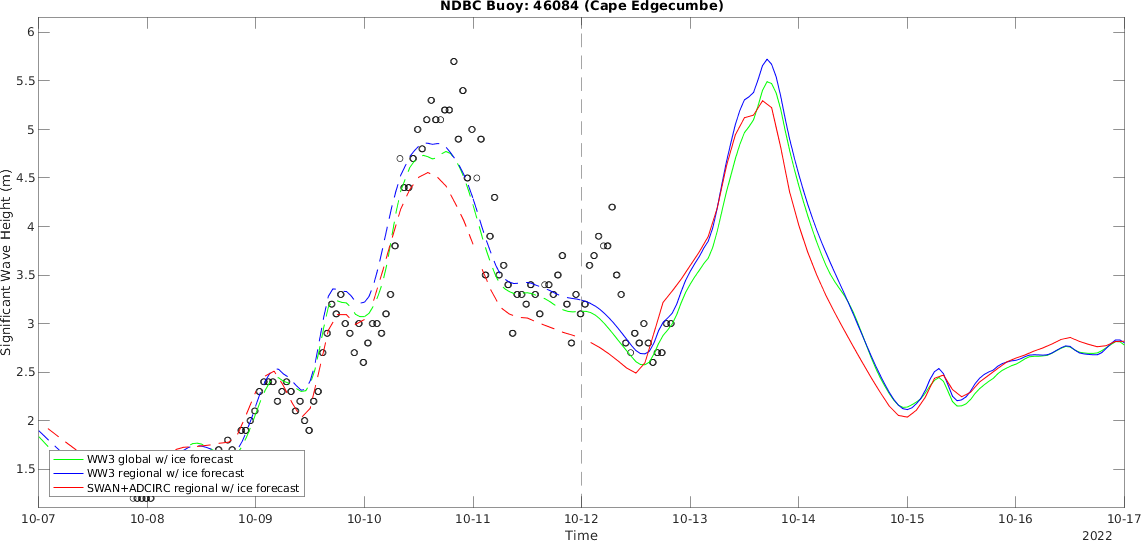 NDBC Buoy: 46084 (Cape Edgecumbe)
6
5.5
5
4.5
4
3.5
3
2.5
2
1.5
Significant Wave Height (m)
WW3 global w/ ice forecast
WW3 regional w/ ice forecast
SWAN+ADCIRC regional w/ ice forecast
10-07 10-08 10-09 10-10 10-11 10-12 10-13 10-14 10-15 10-16 10-17
Time
2022